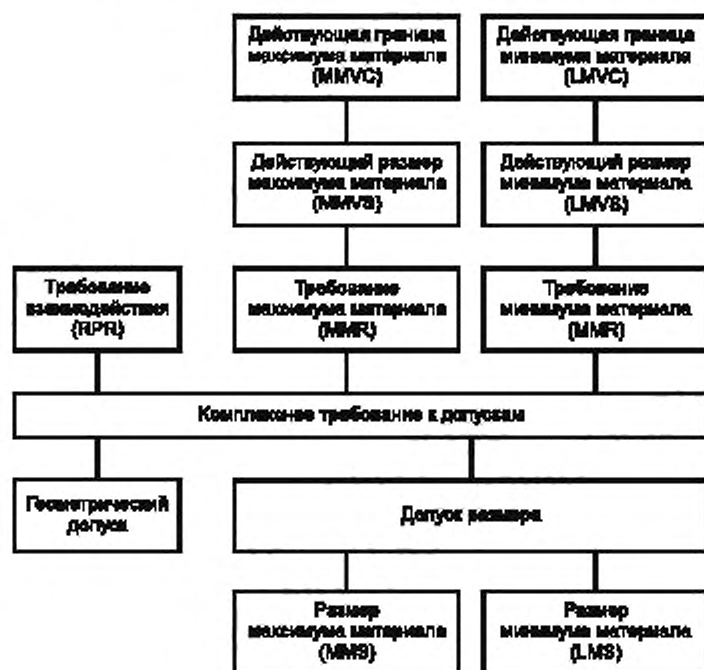 Действующая граница
максимума материала
(MMVC)
Действующая граница
минимума материала
(LMVC)
Действующий размер
максимума материала
(MMVS)
Действующий размер
минимума материала
(LMVS)
Требование
взаимодействия
(RPR)
Требование
максимума материала
(MMR)
Требование
минимума материала
(MMR)
Комплексное требование к допускам
Геометрический
допуск
Допуск размера
Размер
максимума материала
(MMS)
Размер
минимума материала
(LMS)